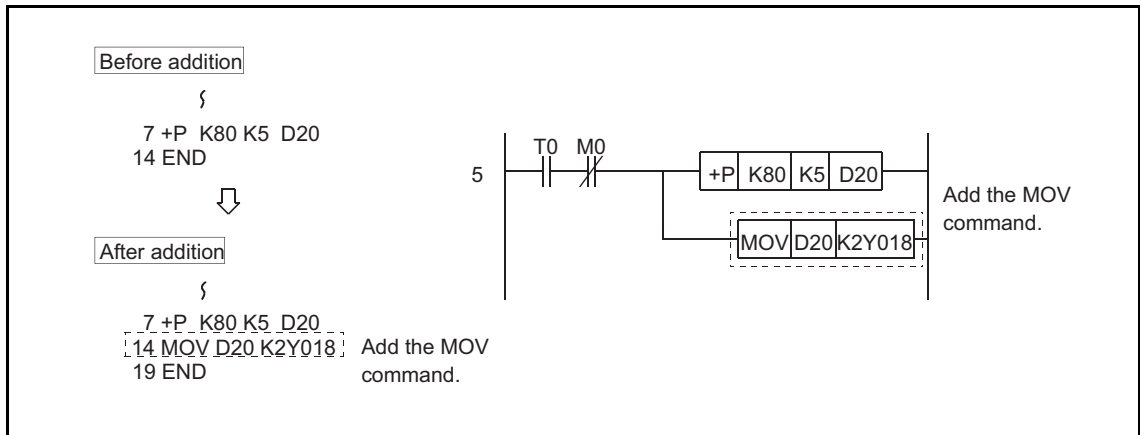 Before addition
7 +P K80 K5 D20
14 END
After addition
7 +P K80 K5 D20
14 MOV D20 K2Y018
19 END
Add the MOV
command.
T0 M0
5
+P K80 K5 D20
MOV D20 K2Y018
Add the MOV
command.